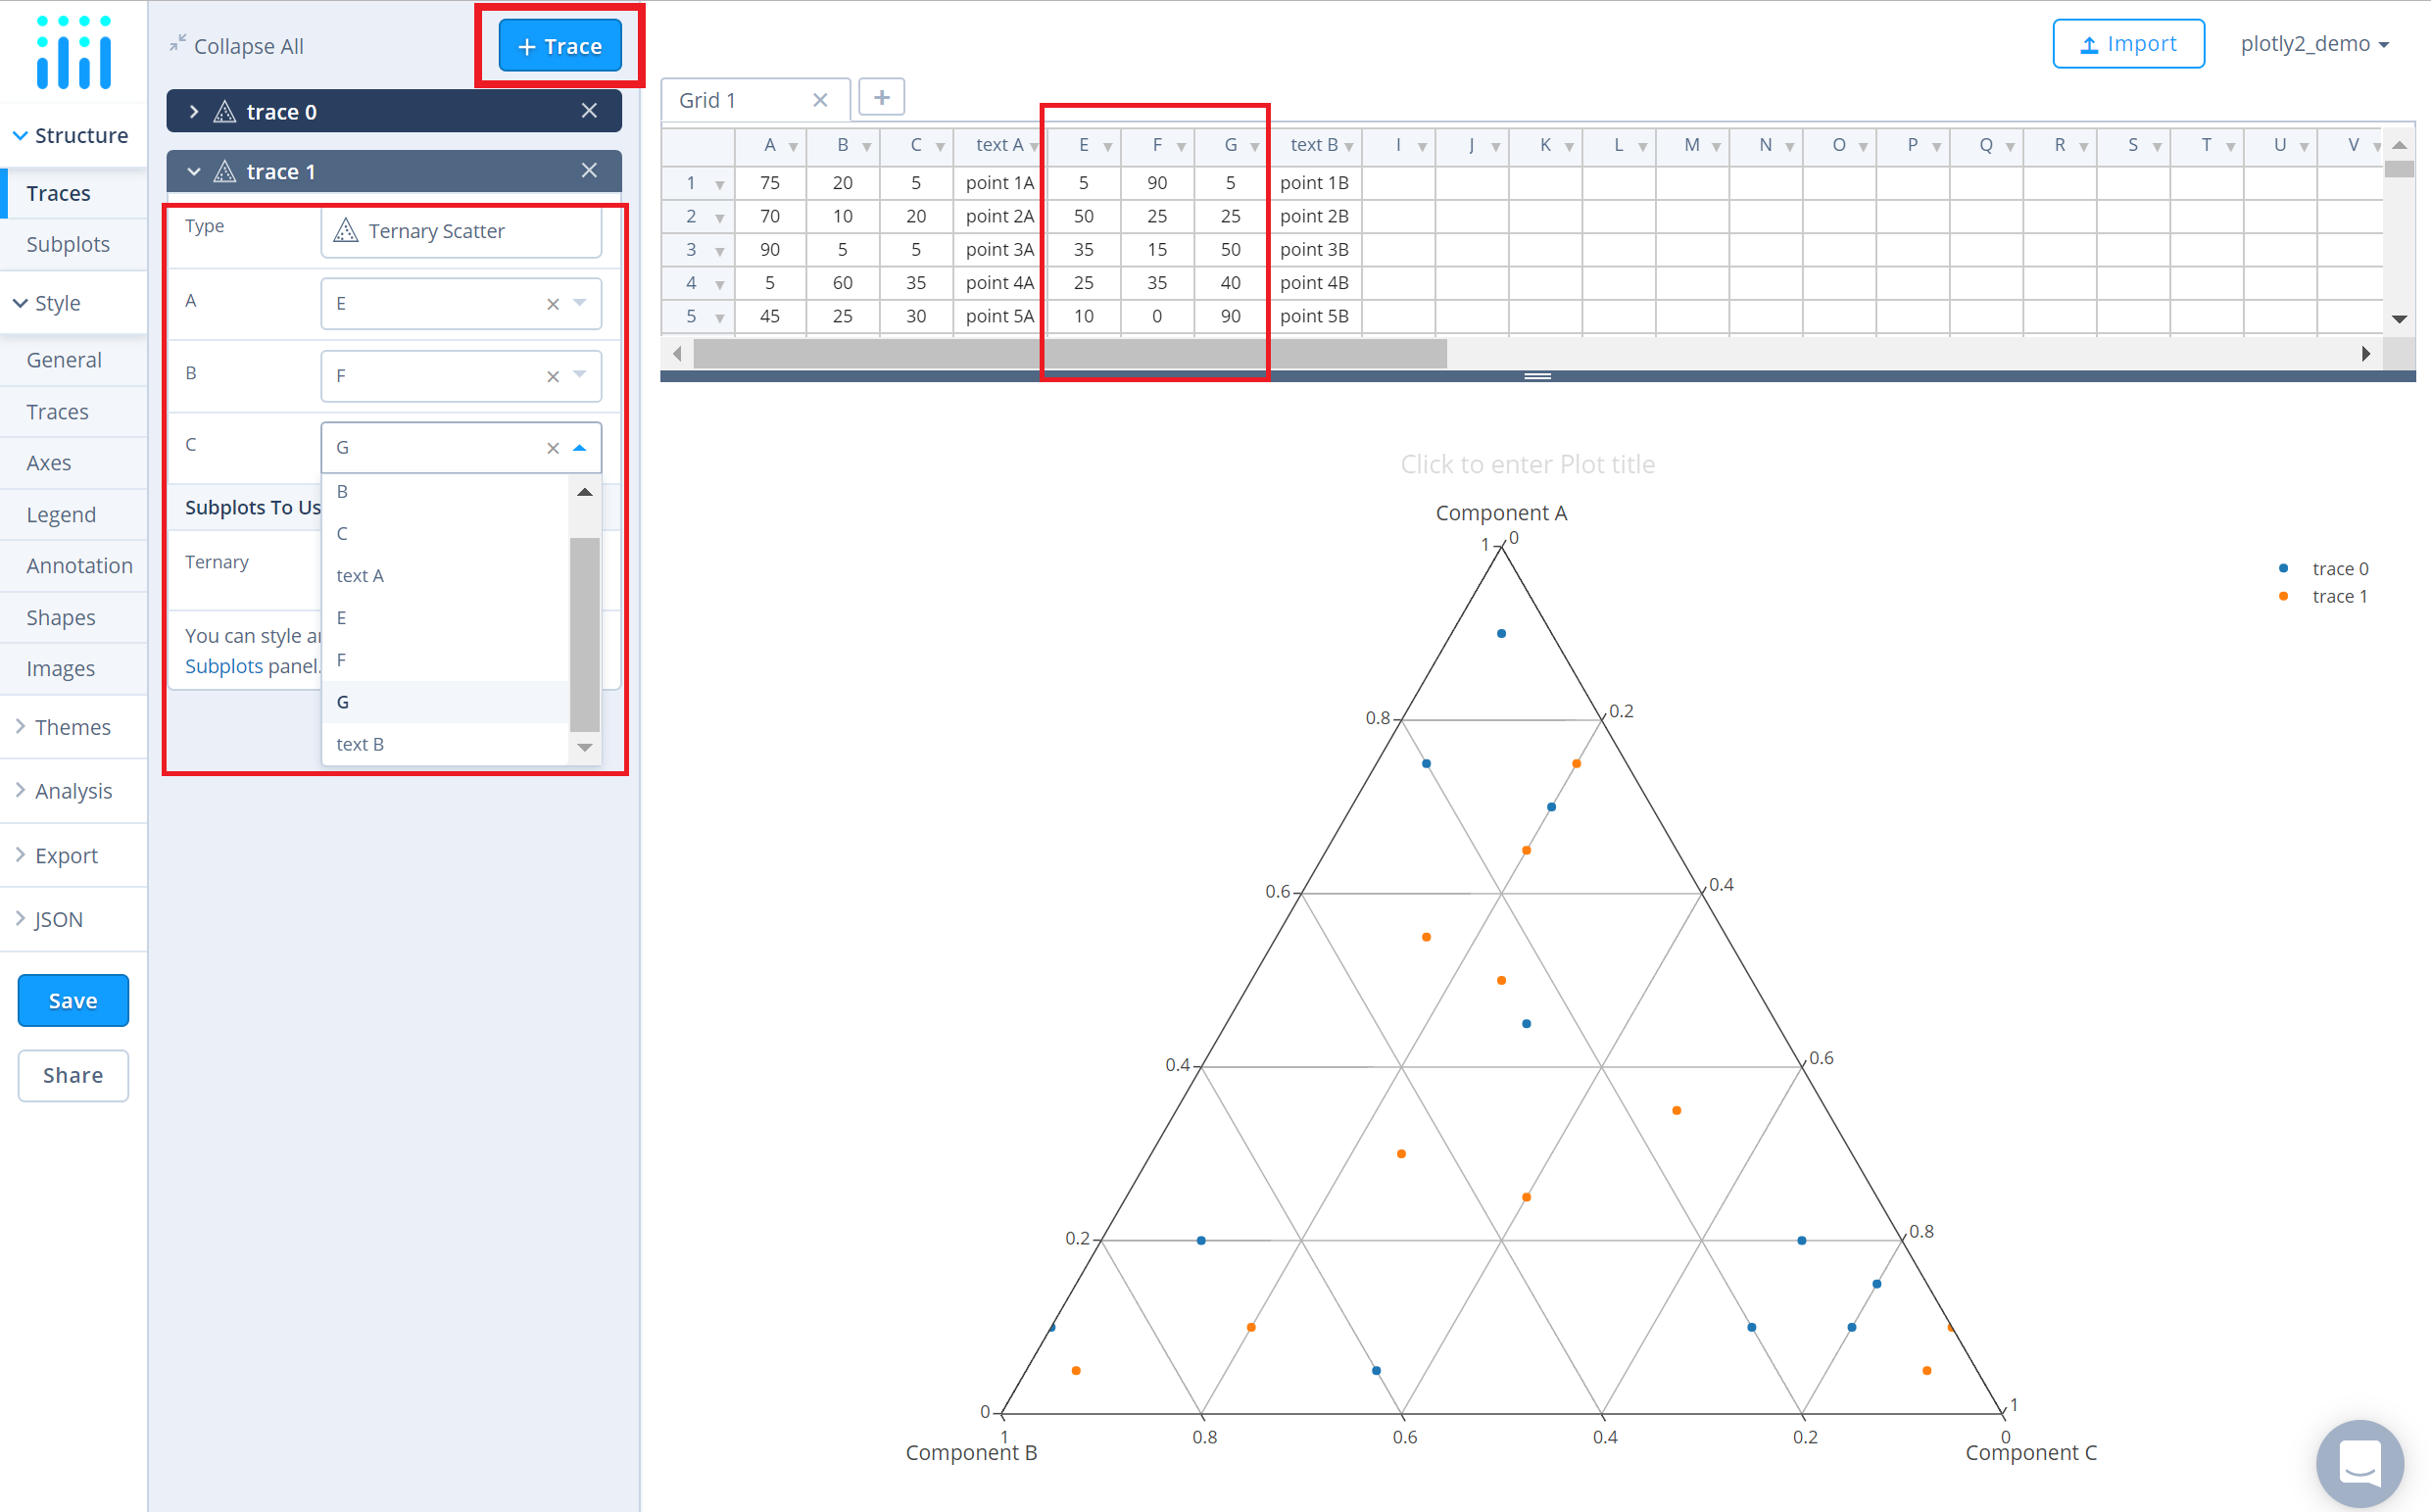 Collapse All
+ Trace
Import
plotly2_demo
Structure
Traces
Subplots
Style
General
Traces
Axes
Legend
Annotation
Shapes
Images
Themes
Analysis
Export
JSON
Save
Share
trace 0
trace 1
Type Ternary Scatter
A E
B F
C G
B
C
text A
E
F
G
text B
Subplots To Us
Ternary
You can style a
Subplots panel.
Grid 1
A B C text A E F G text B I J K L M N O P Q R S T U V
1 75 20 5 point 1A 5 90 5 point 1B
2 70 10 20 point 2A 50 25 25 point 2B
3 90 5 5 point 3A 35 15 50 point 3B
4 5 60 35 point 4A 25 35 40 point 4B
5 45 25 30 point 5A 10 0 90 point 5B
Click to enter Plot title
Component A
1 0
trace 0
trace 1
0.8 0.2
0.6 0.4
0.4 0.6
0.2 0.8
0 1
1 0.8 0.6 0.4 0.2 0
Component B Component C